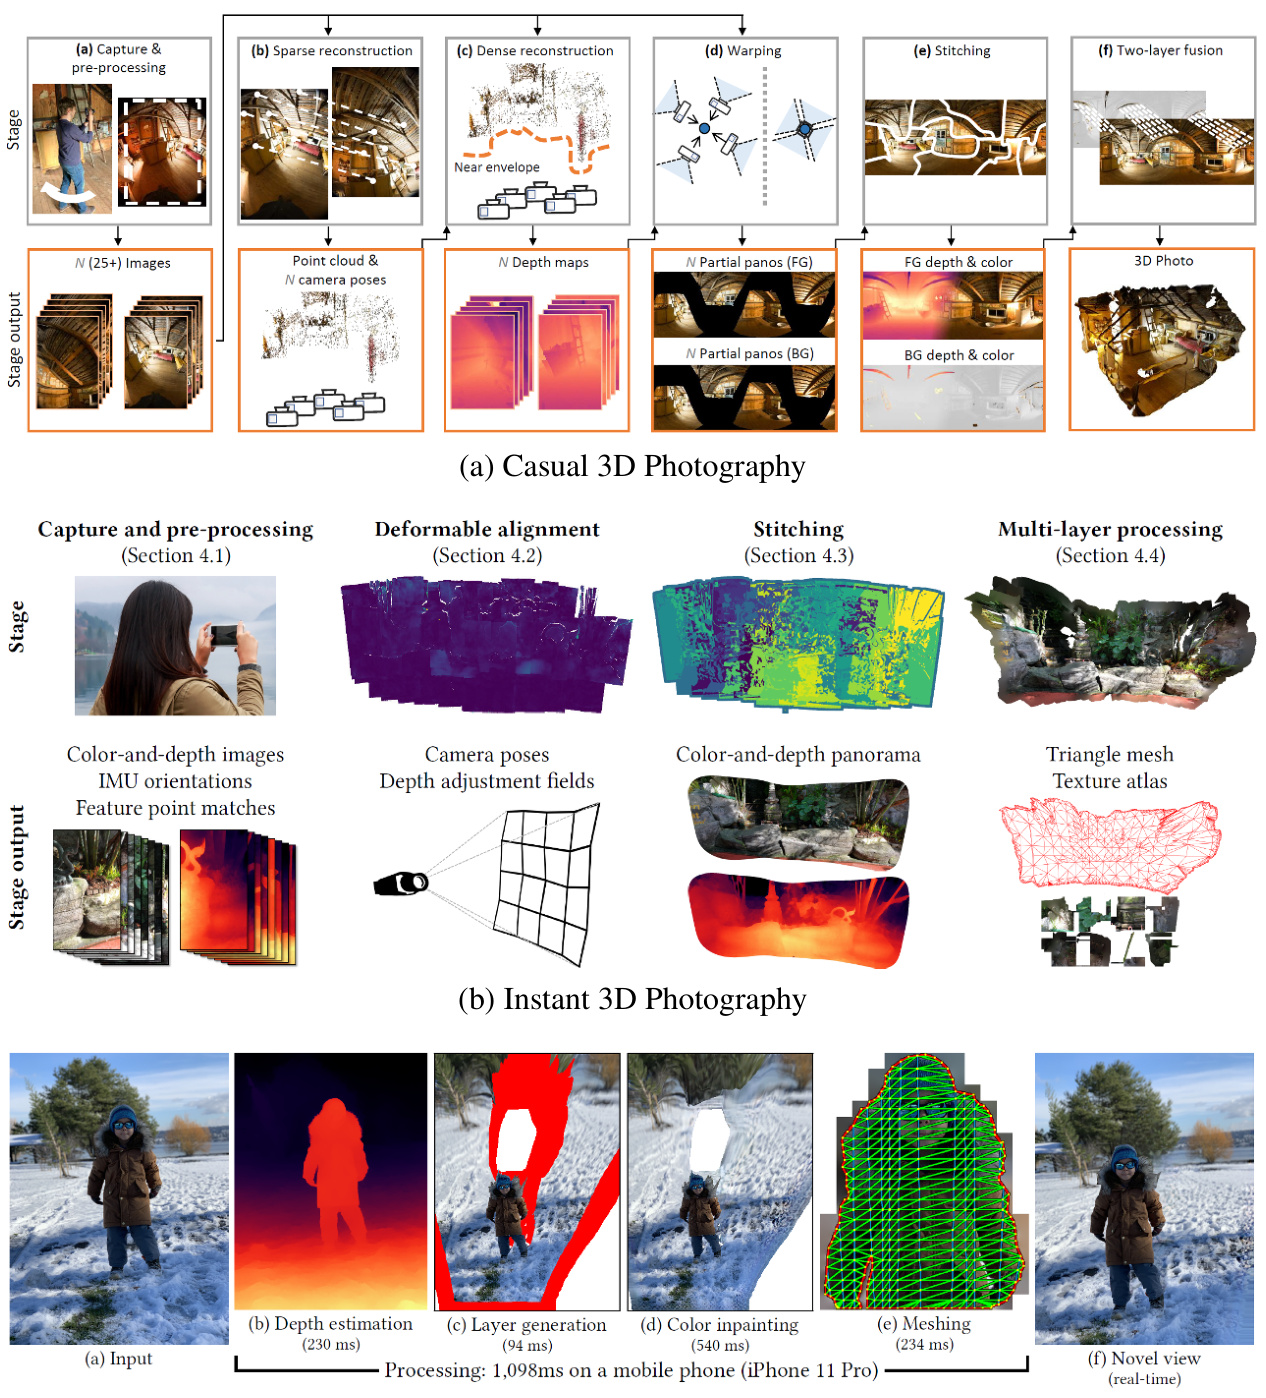 (a) Capture &
pre-processing
(b) Sparse reconstruction
(c) Dense reconstruction
(d) Warping
(e) Stitching
(f) Two-layer fusion
Stage
Near envelope
Stage output
N (25+) Images
Point cloud &
N camera poses
N Depth maps
N Partial panos (FG)
N Partial panos (BG)
FG depth & color
BG depth & color
3D Photo
(a) Casual 3D Photography
Capture and pre-processing
(Section 4.1)
Deformable alignment
(Section 4.2)
Stitching
(Section 4.3)
Multi-layer processing
(Section 4.4)
Stage
Stage output
Color-and-depth images
IMU orientations
Feature point matches
Camera poses
Depth adjustment fields
Color-and-depth panorama
Triangle mesh
Texture atlas
(b) Instant 3D Photography
(a) Input
(b) Depth estimation
(230 ms)
(c) Layer generation
(94 ms)
(d) Color inpainting
(540 ms)
(e) Meshing
(234 ms)
(f) Novel view
(real-time)
Processing: 1,098ms on a mobile phone (iPhone 11 Pro)